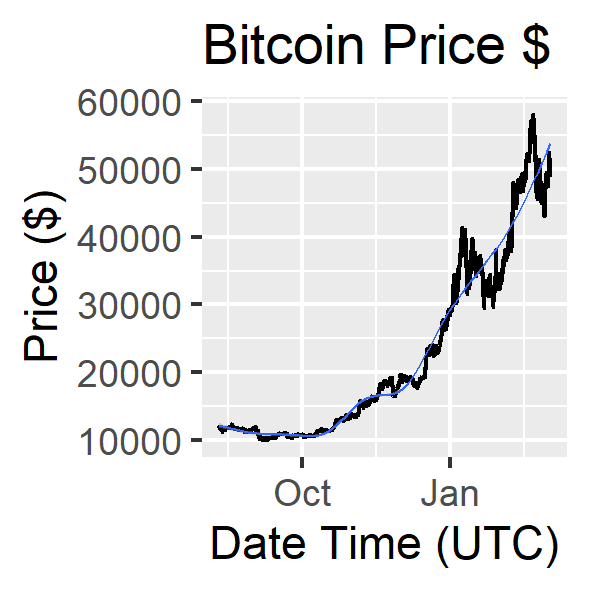 Bitcoin Price $
60000
50000
40000
30000
20000
10000
Price ($)
Oct
Jan
Date Time (UTC)